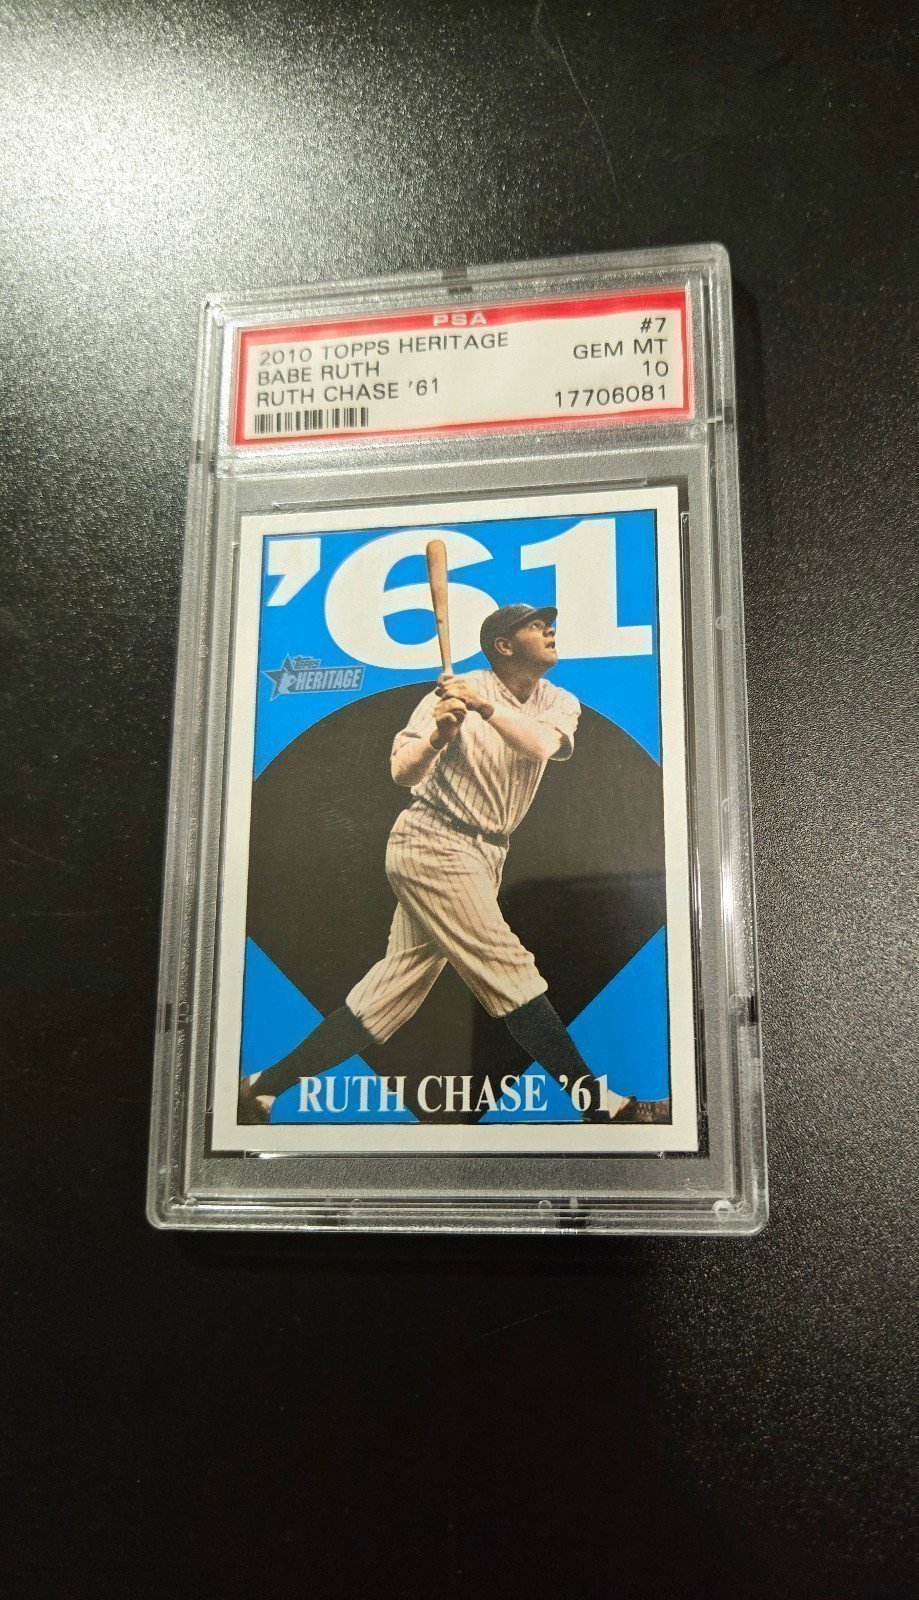 PSA
2010 TOPPS HERITAGE #7
BABE RUTH GEM MT
RUTH CHASE '61 10
17706081
’61
TOPPS
HERITAGE
RUTH CHASE ’61